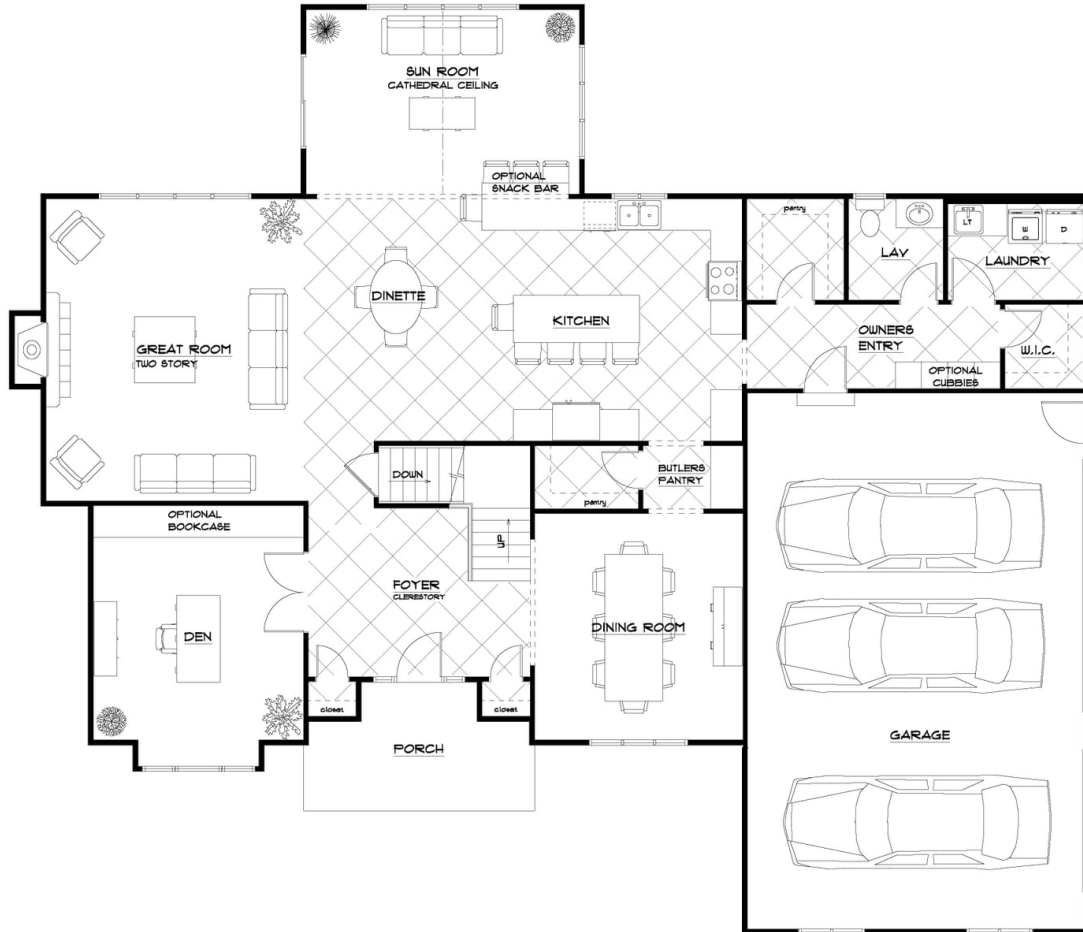 SUN ROOM
CATHEDRAL CEILING
OPTIONAL
SNACK BAR
pantry
LAV
LT
W
D
LAUNDRY
DINETTE
KITCHEN
GREAT ROOM
TWO STORY
OWNERS
ENTRY
W.I.C.
OPTIONAL
CUBBIES
DOWN
BUTLERS
PANTRY
pantry
OPTIONAL
BOOKCASE
UP
FOYER
CLERESTORY
DEN
DINING ROOM
closet
closet
PORCH
GARAGE